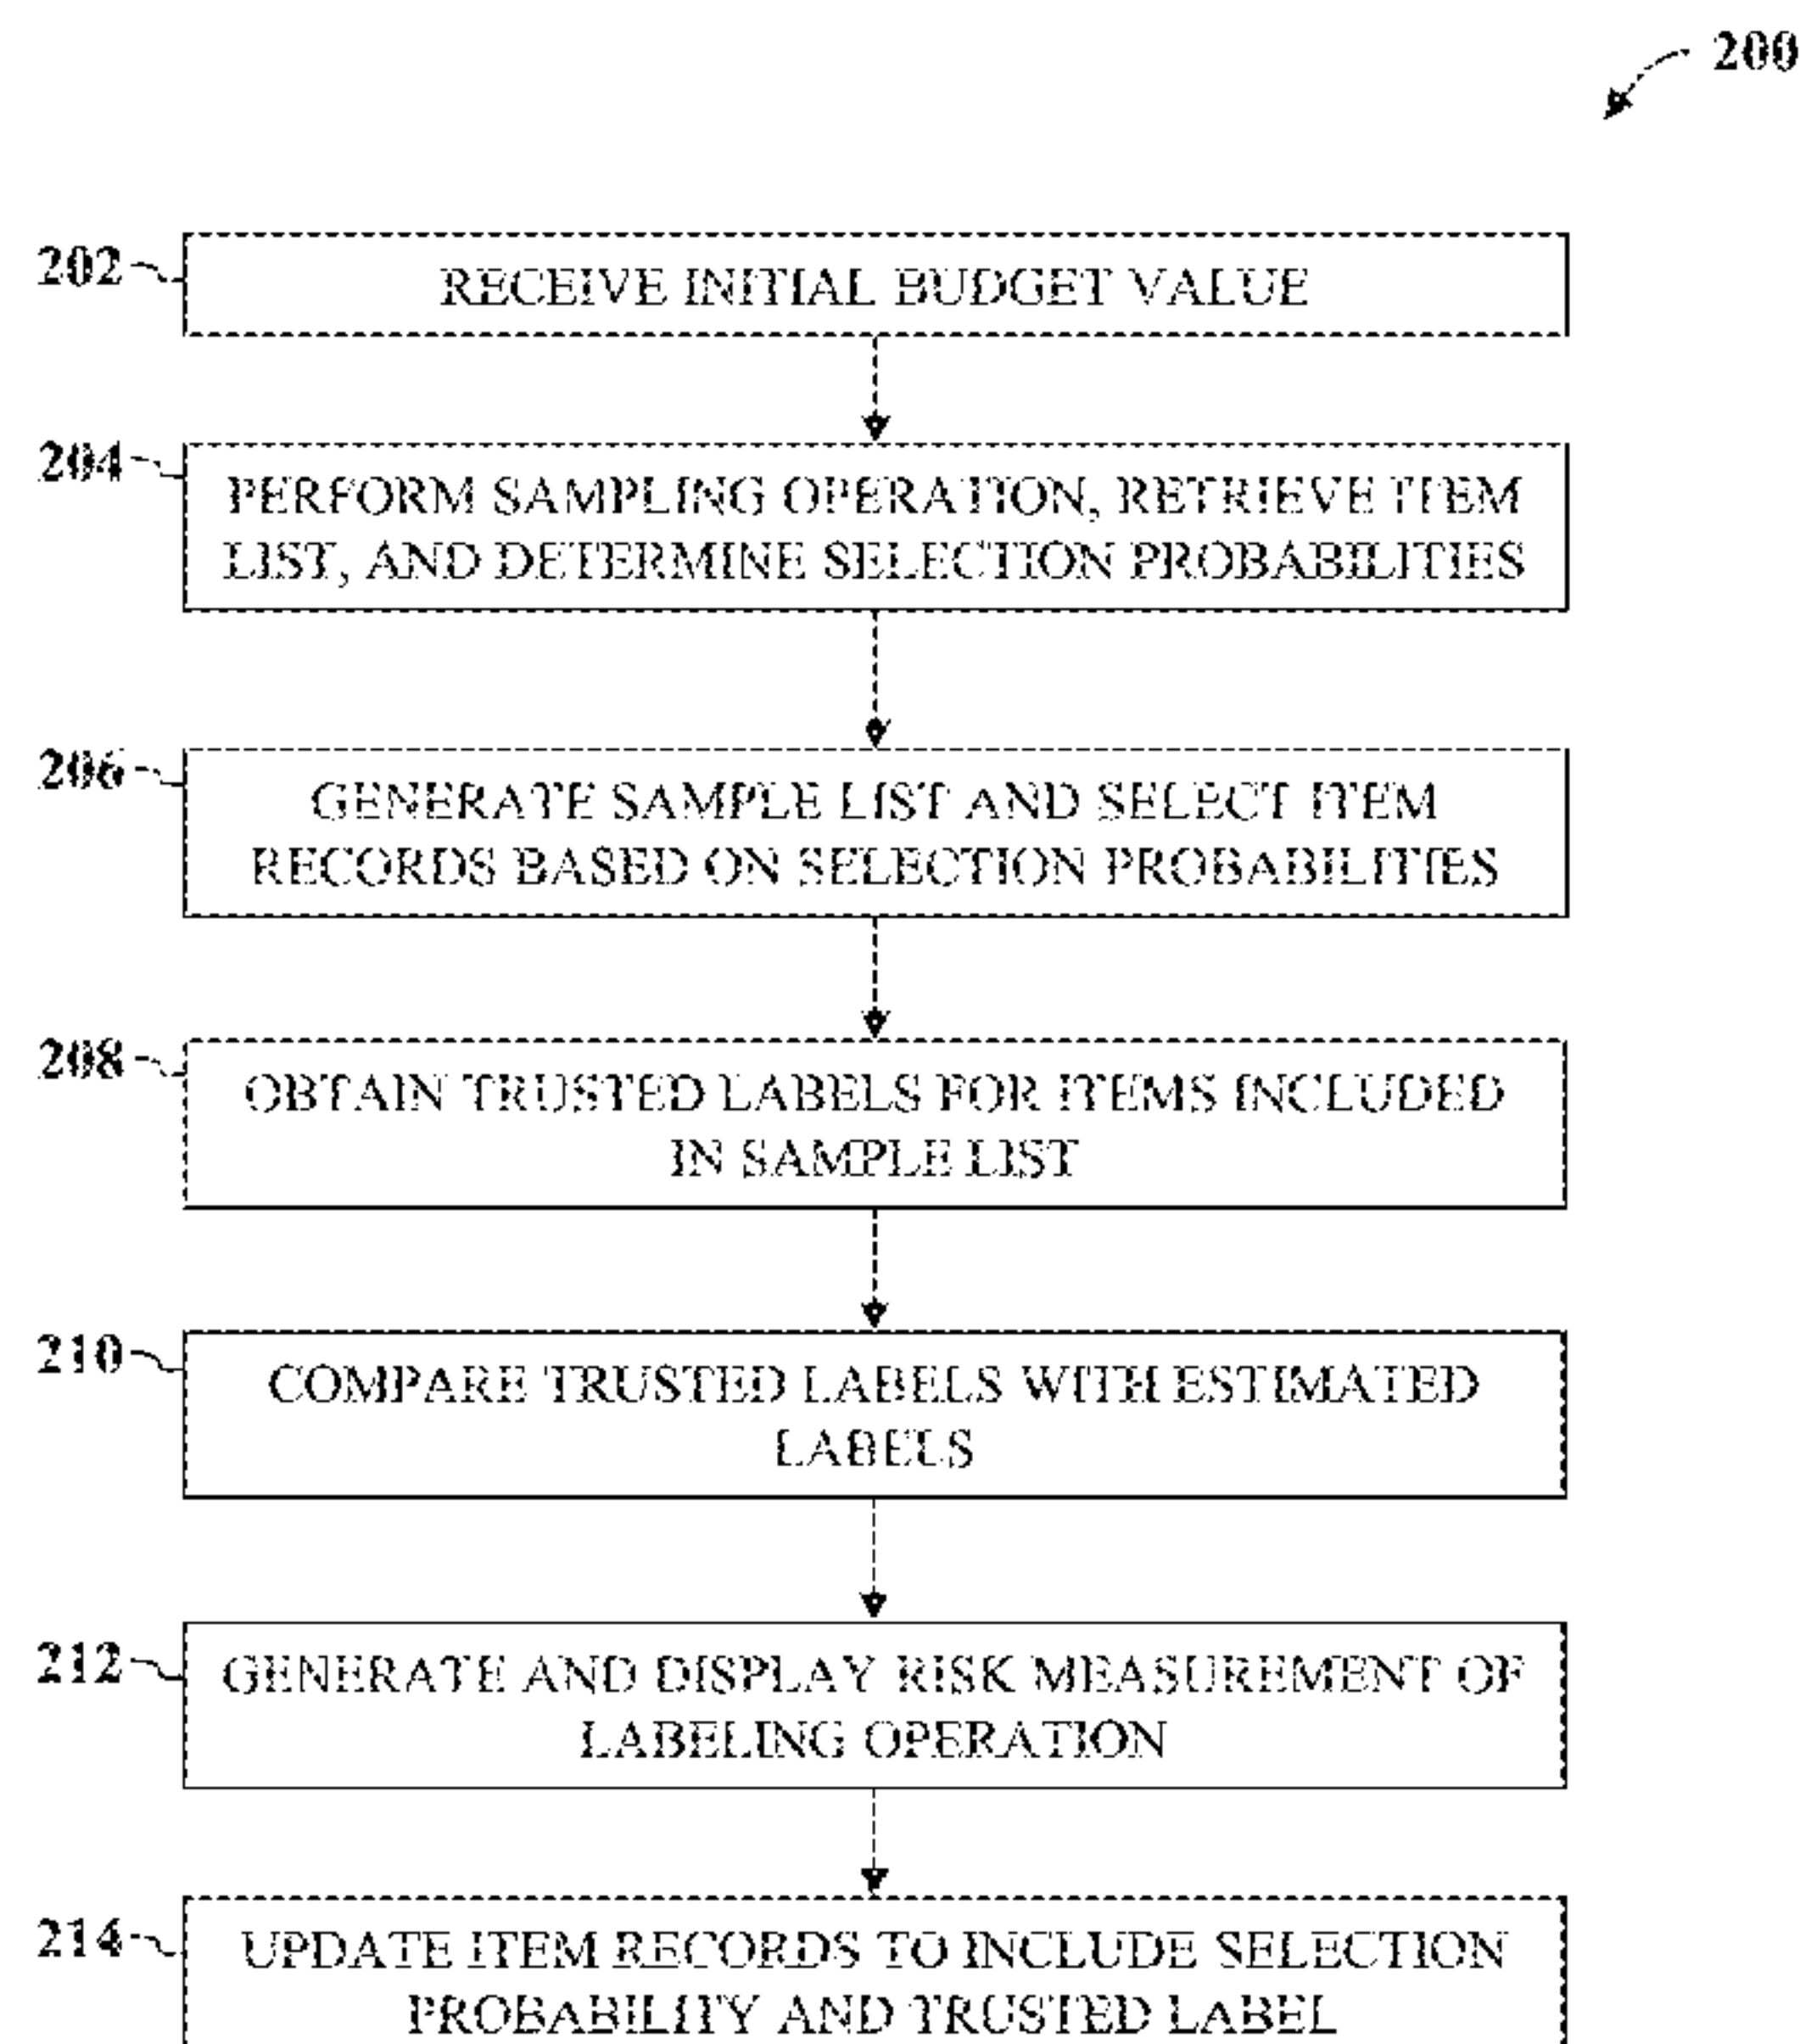 200
202
RECEIVE INITIAL BUDGET VALUE
204
PERFORM SAMPLING OPERATION, RETRIEVE ITEM
LIST, AND DETERMINE SELECTION PROBABILITIES
206
GENERATE SAMPLE LIST AND SELECT ITEM
RECORDS BASED ON SELECTION PROBABILITIES
208
OBTAIN TRUSTED LABELS FOR ITEMS INCLUDED
IN SAMPLE LIST
210
COMPARE TRUSTED LABELS WITH ESTIMATED
LABELS
212
GENERATE AND DISPLAY RISK MEASUREMENT OF
LABELING OPERATION
214
UPDATE ITEM RECORDS TO INCLUDE SELECTION
PROBABILITY AND TRUSTED LABEL